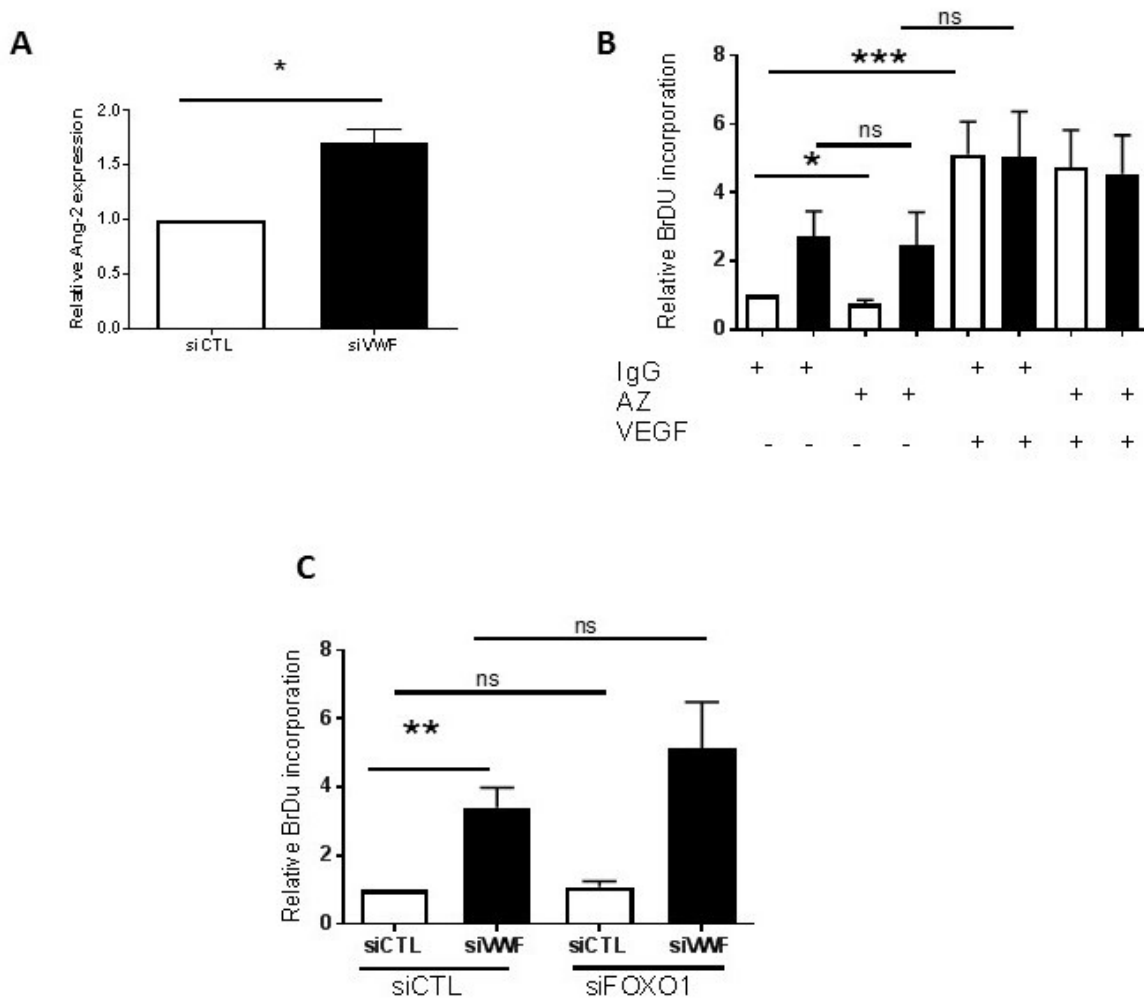 A
*
Relative Ang-2 expression
2.0
1.5
1.0
0.5
0.0
siCTL siVWF
B
ns
***
ns
*
Relative BrDU incorporation
8
6
4
2
0
IgG + + + +
AZ + + + +
VEGF - - - - + + + +
C
ns
ns
**
Relative BrDu incorporation
8
6
4
2
0
siCTL siVWF siCTL siVWF
siCTL siFOXO1